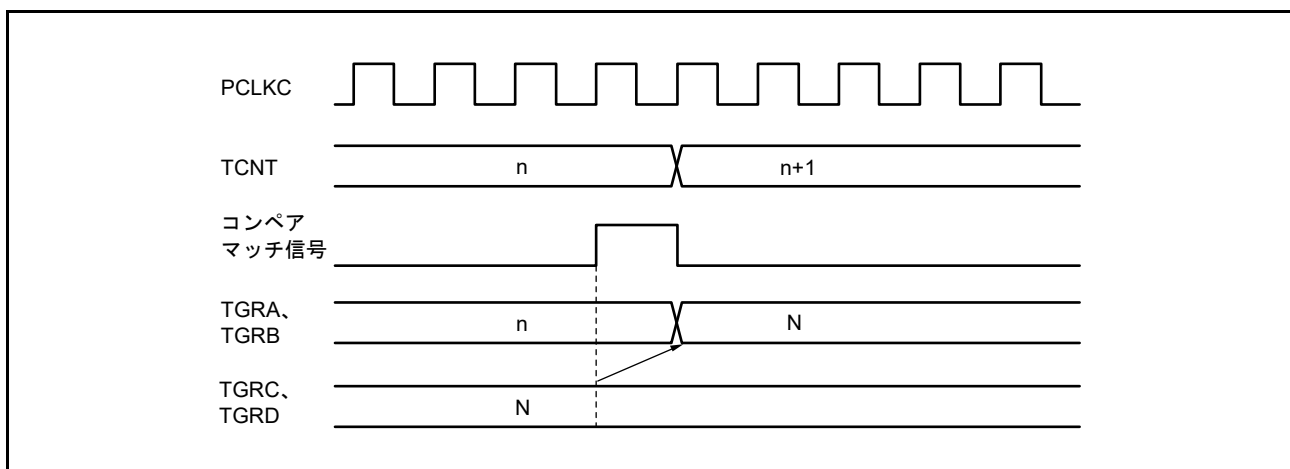 PCLKC
TCNT
n
n+1
コンペア
マッチ信号
TGRA、
TGRB
n
N
TGRC、
TGRD
N